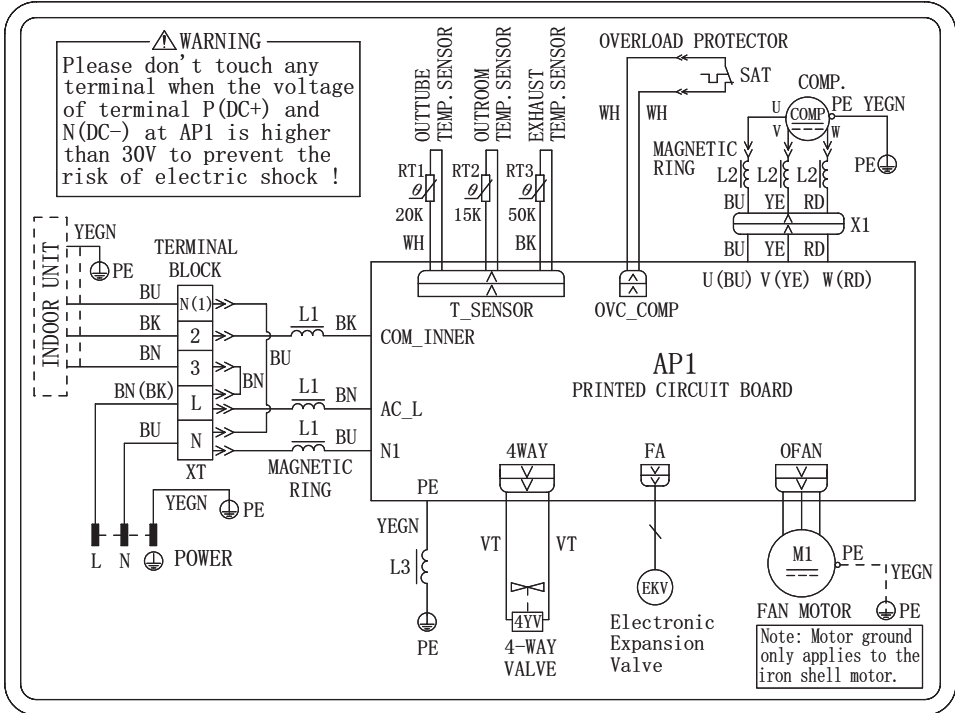 WARNING
Please don't touch any
terminal when the voltage
of terminal P(DC+) and
N(DC-) at AP1 is higher
than 30V to prevent the
risk of electric shock !
OUTTUBE
TEMP.SENSOR
OUTROOM
TEMP.SENSOR
EXHAUST
TEMP.SENSOR
RT1
RT2
RT3
θ
θ
θ
20K
15K
50K
WH
BK
T_SENSOR
OVERLOAD PROTECTOR
SAT
WH
WH
OVC_COMP
COMP.
U
COMP
PE YEGN
V
W
PE
MAGNETIC
RING
L2
L2
L2
BU
YE
RD
X1
BU
YE
RD
U(BU) V(YE) W(RD)
INDOOR UNIT
YEGN
PE
TERMINAL
BLOCK
BU
N(1)
BK
2
BN
3
BN(BK)
L
BU
N
XT
BU
BN
L1
BK
COM_INNER
L1
BN
AC_L
L1
BU
N1
MAGNETIC
RING
YEGN
PE
L
N
POWER
AP1
PRINTED CIRCUIT BOARD
PE
YEGN
L3
PE
4WAY
VT
VT
4YV
4-WAY
VALVE
FA
EKV
Electronic
Expansion
Valve
OFAN
M1
PE
YEGN
FAN MOTOR
PE
Note: Motor ground
only applies to the
iron shell motor.